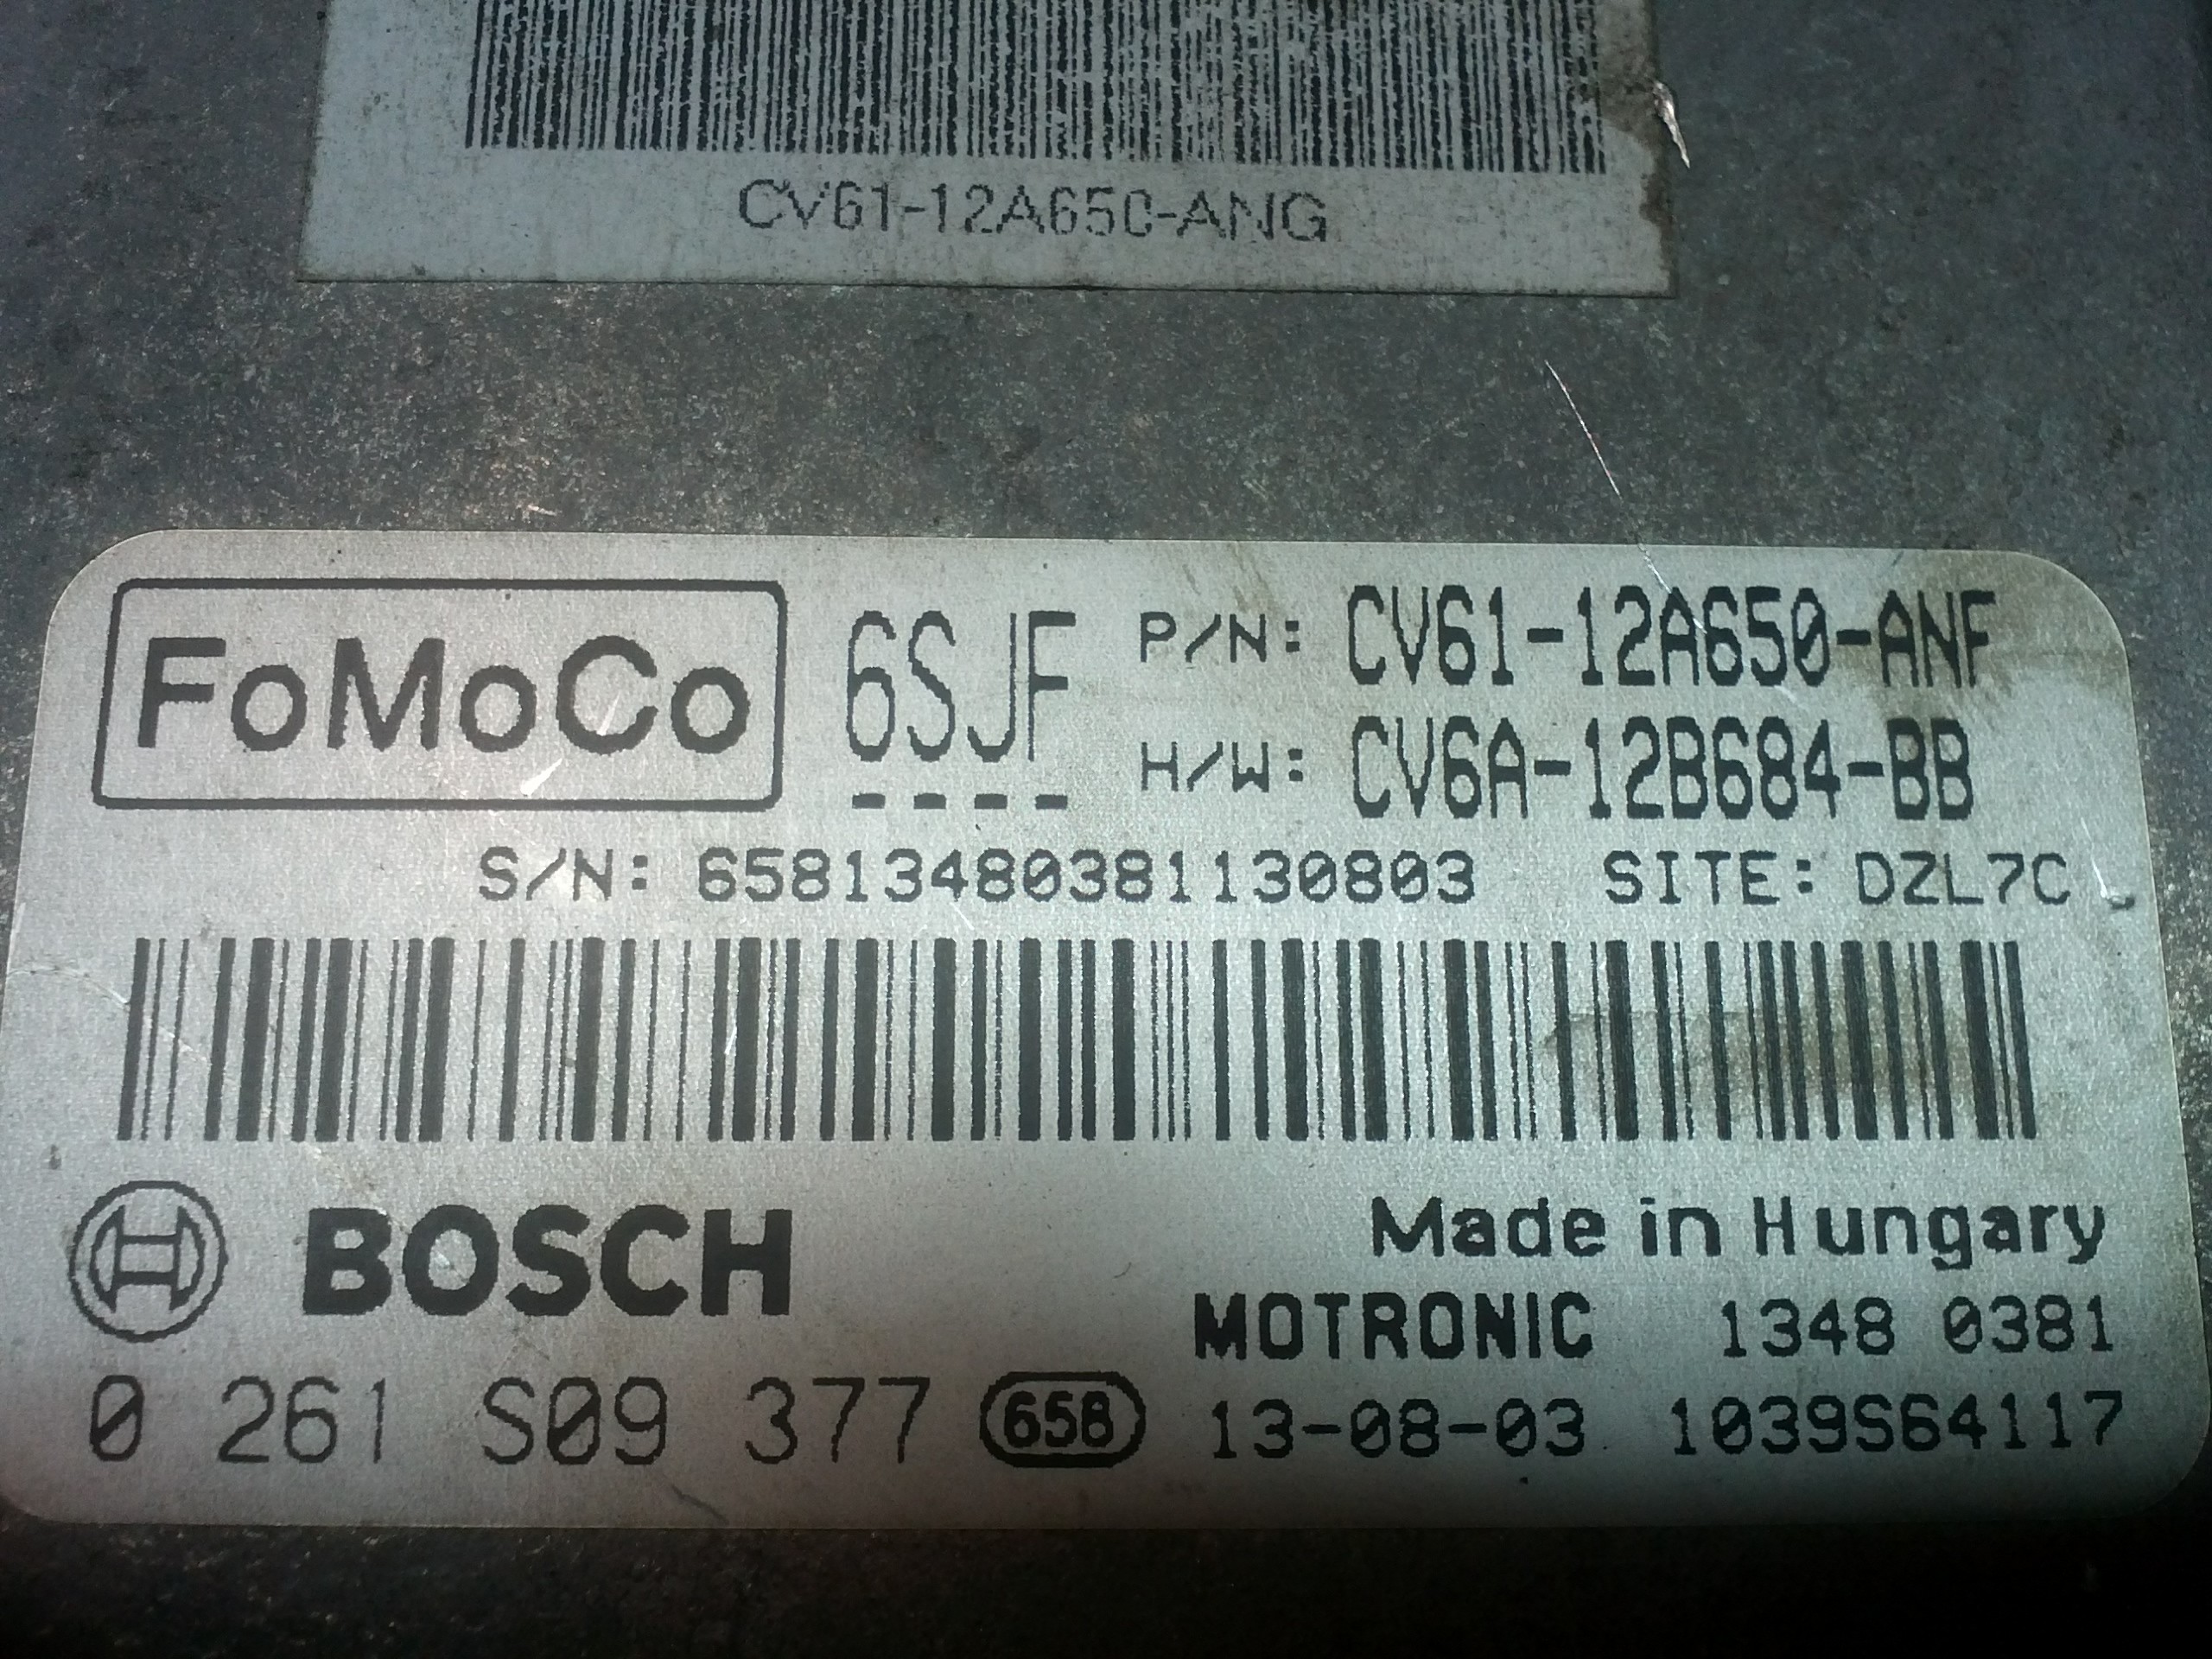 CV61-12A650-ANG
FoMoCo 6SJF P/N: CV61-12A650-ANF
---- H/W: CV6A-12B684-BB
S/N: 65813480381130803 SITE: DZL7C
BOSCH Made in Hungary
MOTRONIC 1348 0381
0 261 S09 377 658 13-08-03 1039S64117